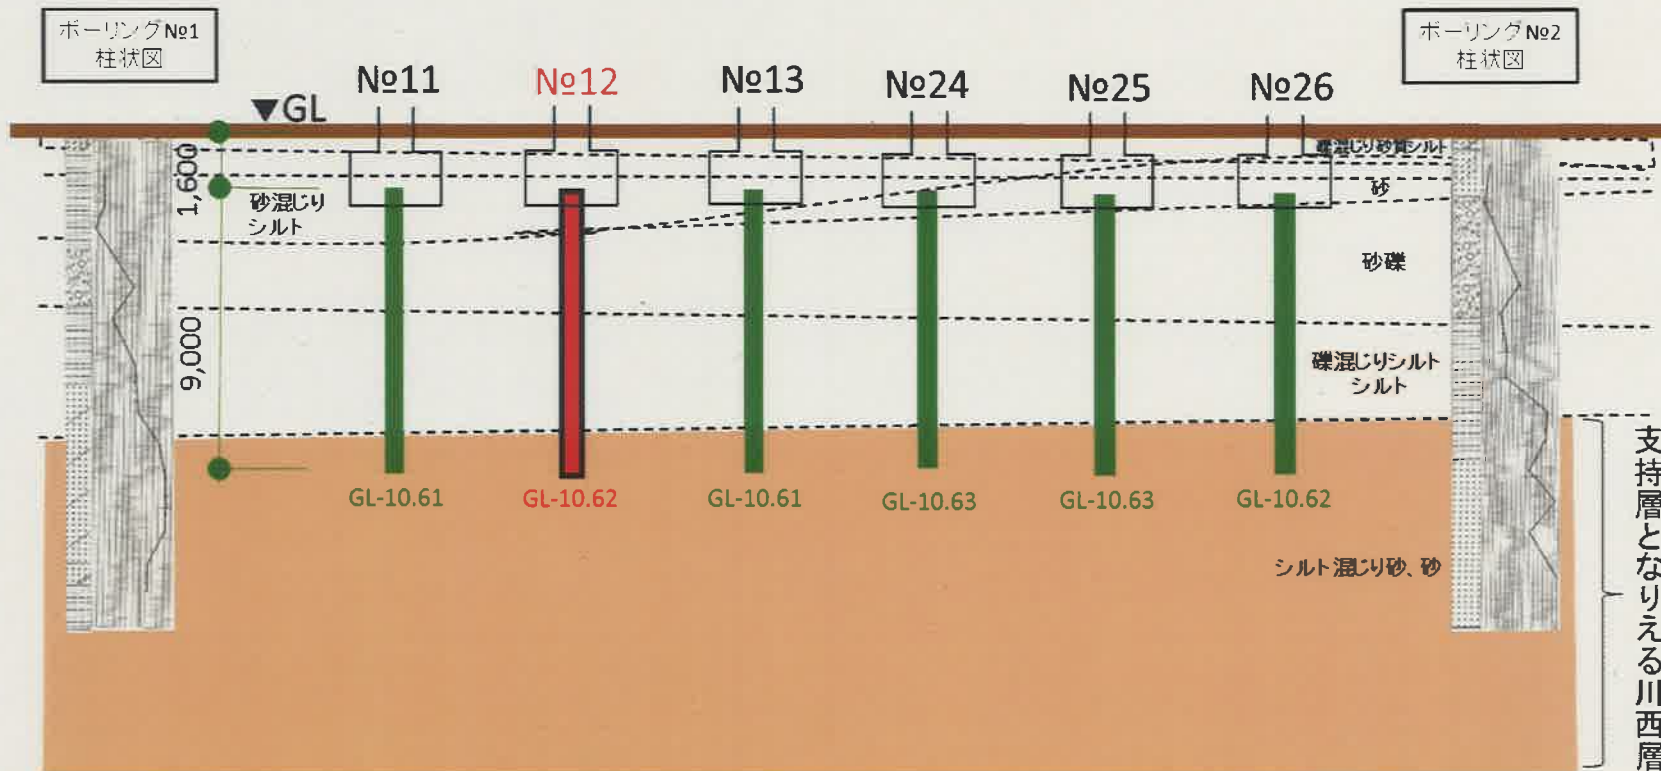 ボーリング№1
柱状図
ボーリング№2
柱状図
№11
№12
№13
№24
№25
№26
▼GL
礫混じり砂質シルト
1,600
砂混じり
シルト
砂
砂礫
9,000
礫混じりシルト
シルト
GL-10.61
GL-10.62
GL-10.61
GL-10.63
GL-10.63
GL-10.62
シルト混じり砂、砂
支持層となりえる川西層